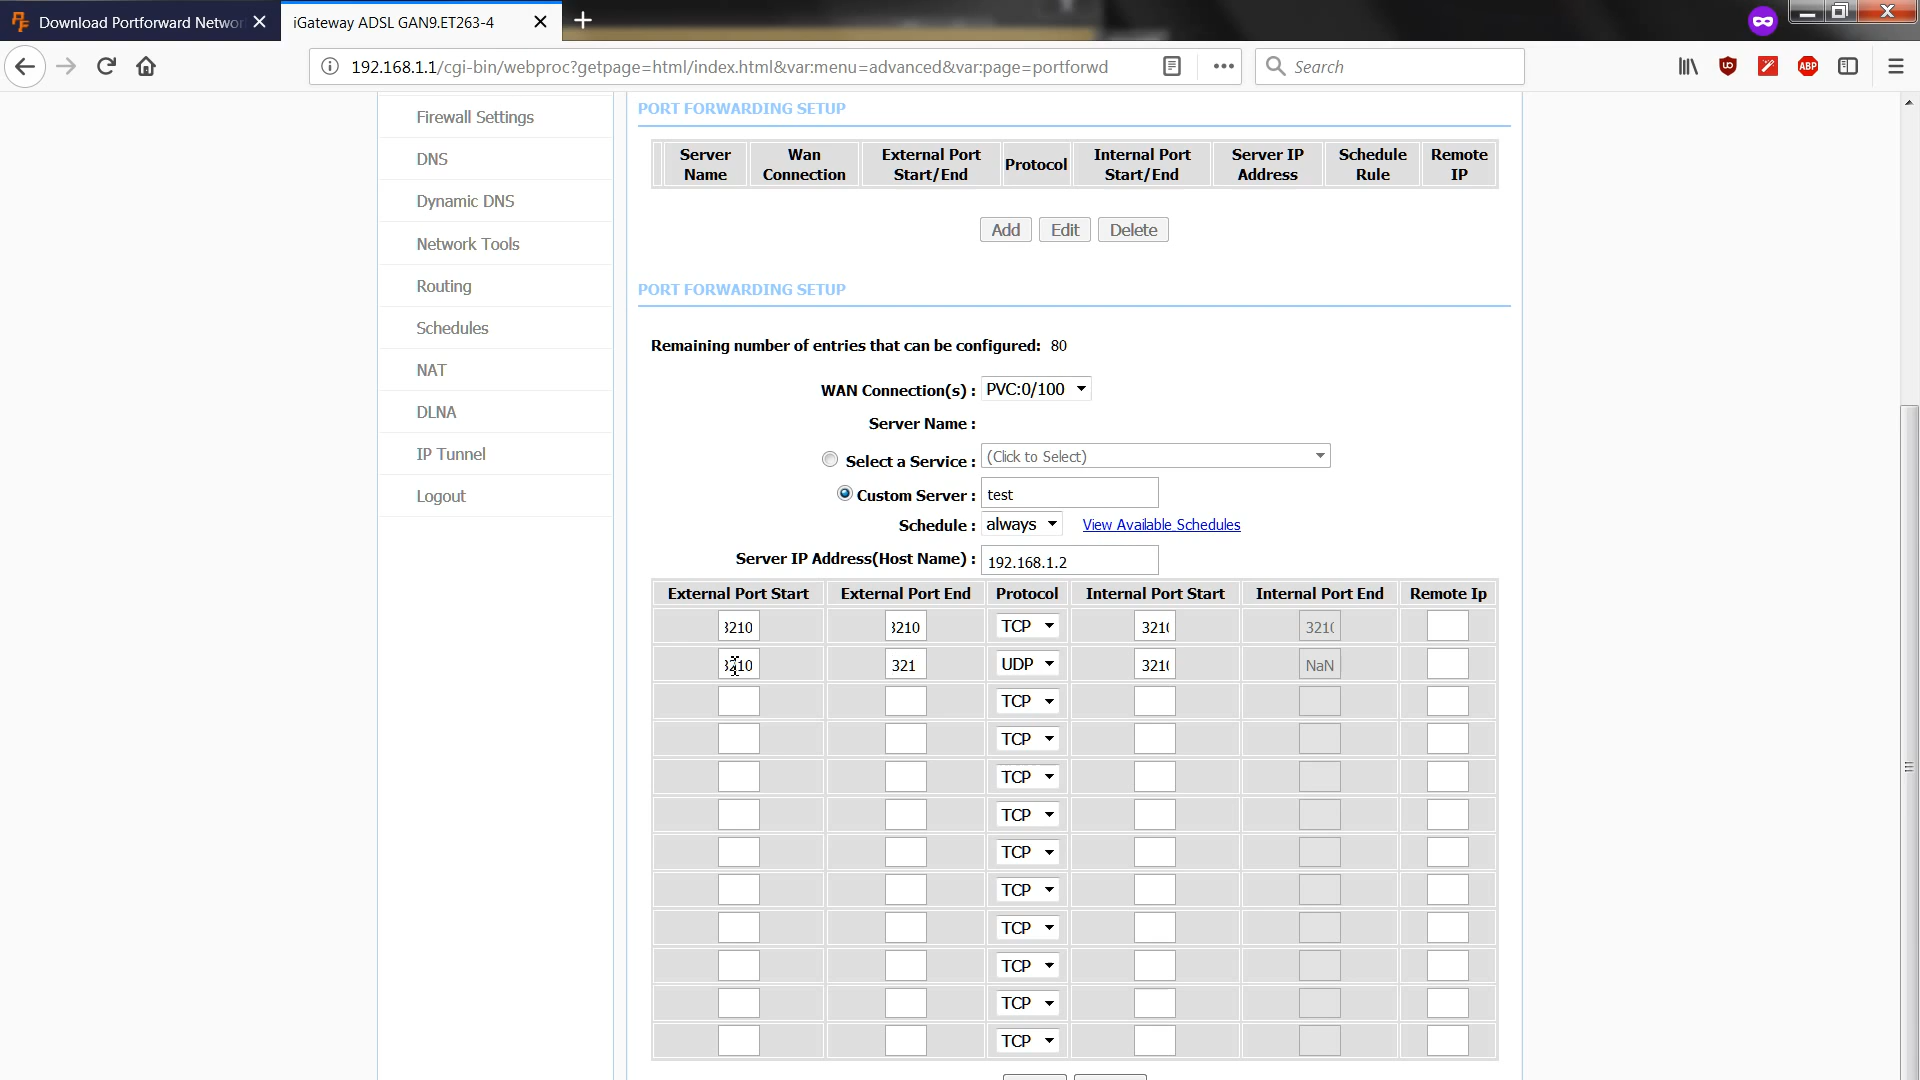 Download Portforward Networ
iGateway ADSL GAN9.ET263-4
192.168.1.1/cgi-bin/webproc?getpage=html/index.html&var:menu=advanced&var:page=portforwd
Search
ABP
Firewall Settings
DNS
Dynamic DNS
Network Tools
Routing
Schedules
NAT
DLNA
IP Tunnel
Logout
PORT FORWARDING SETUP
Server Name Wan Connection External Port Start/End Protocol Internal Port Start/End Server IP Address Schedule Rule Remote IP
Add Edit Delete
PORT FORWARDING SETUP
Remaining number of entries that can be configured: 80
WAN Connection(s) : PVC:0/100
Server Name :
Select a Service : (Click to Select)
Custom Server : test
Schedule : always View Available Schedules
Server IP Address(Host Name) : 192.168.1.2
External Port Start External Port End Protocol Internal Port Start Internal Port End Remote Ip
3210 3210 TCP 3210 3210
3210 321 UDP 3210 NaN
TCP
TCP
TCP
TCP
TCP
TCP
TCP
TCP
TCP
TCP